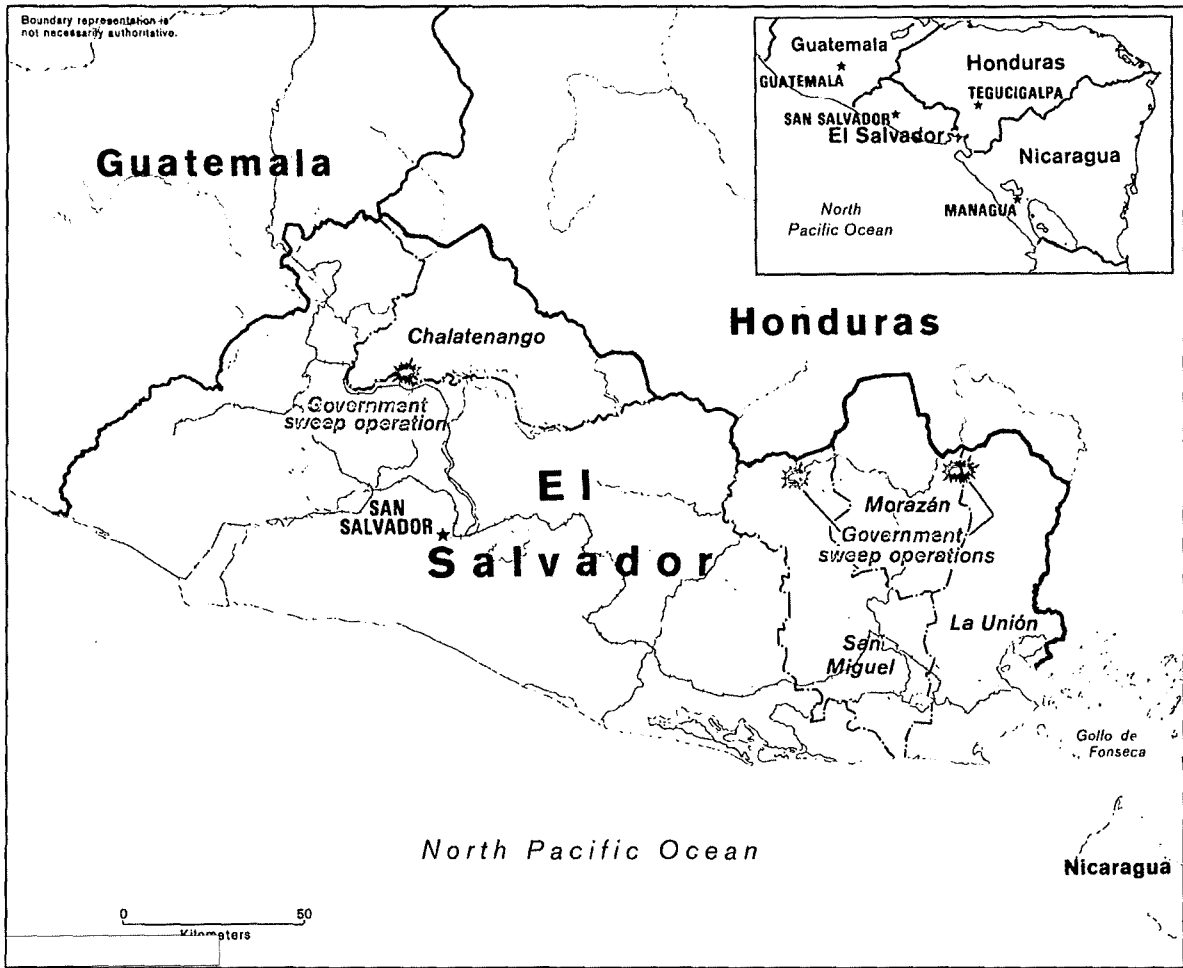 Boundary representation is
not necessarily authoritative.
Guatemala
GUATEMALA
Honduras
TEGUCIGALPA
SAN SALVADOR
El Salvador
Nicaragua
MANAGUA
North
Pacific Ocean
Guatemala
Honduras
Chalatenango
Government
sweep operation
El
Salvador
SAN
SALVADOR
Morazán
Government
sweep operations
La Unión
San
Miguel
Gollo de
Fonseca
North Pacific Ocean
Nicaragua
0 50
Kilometers